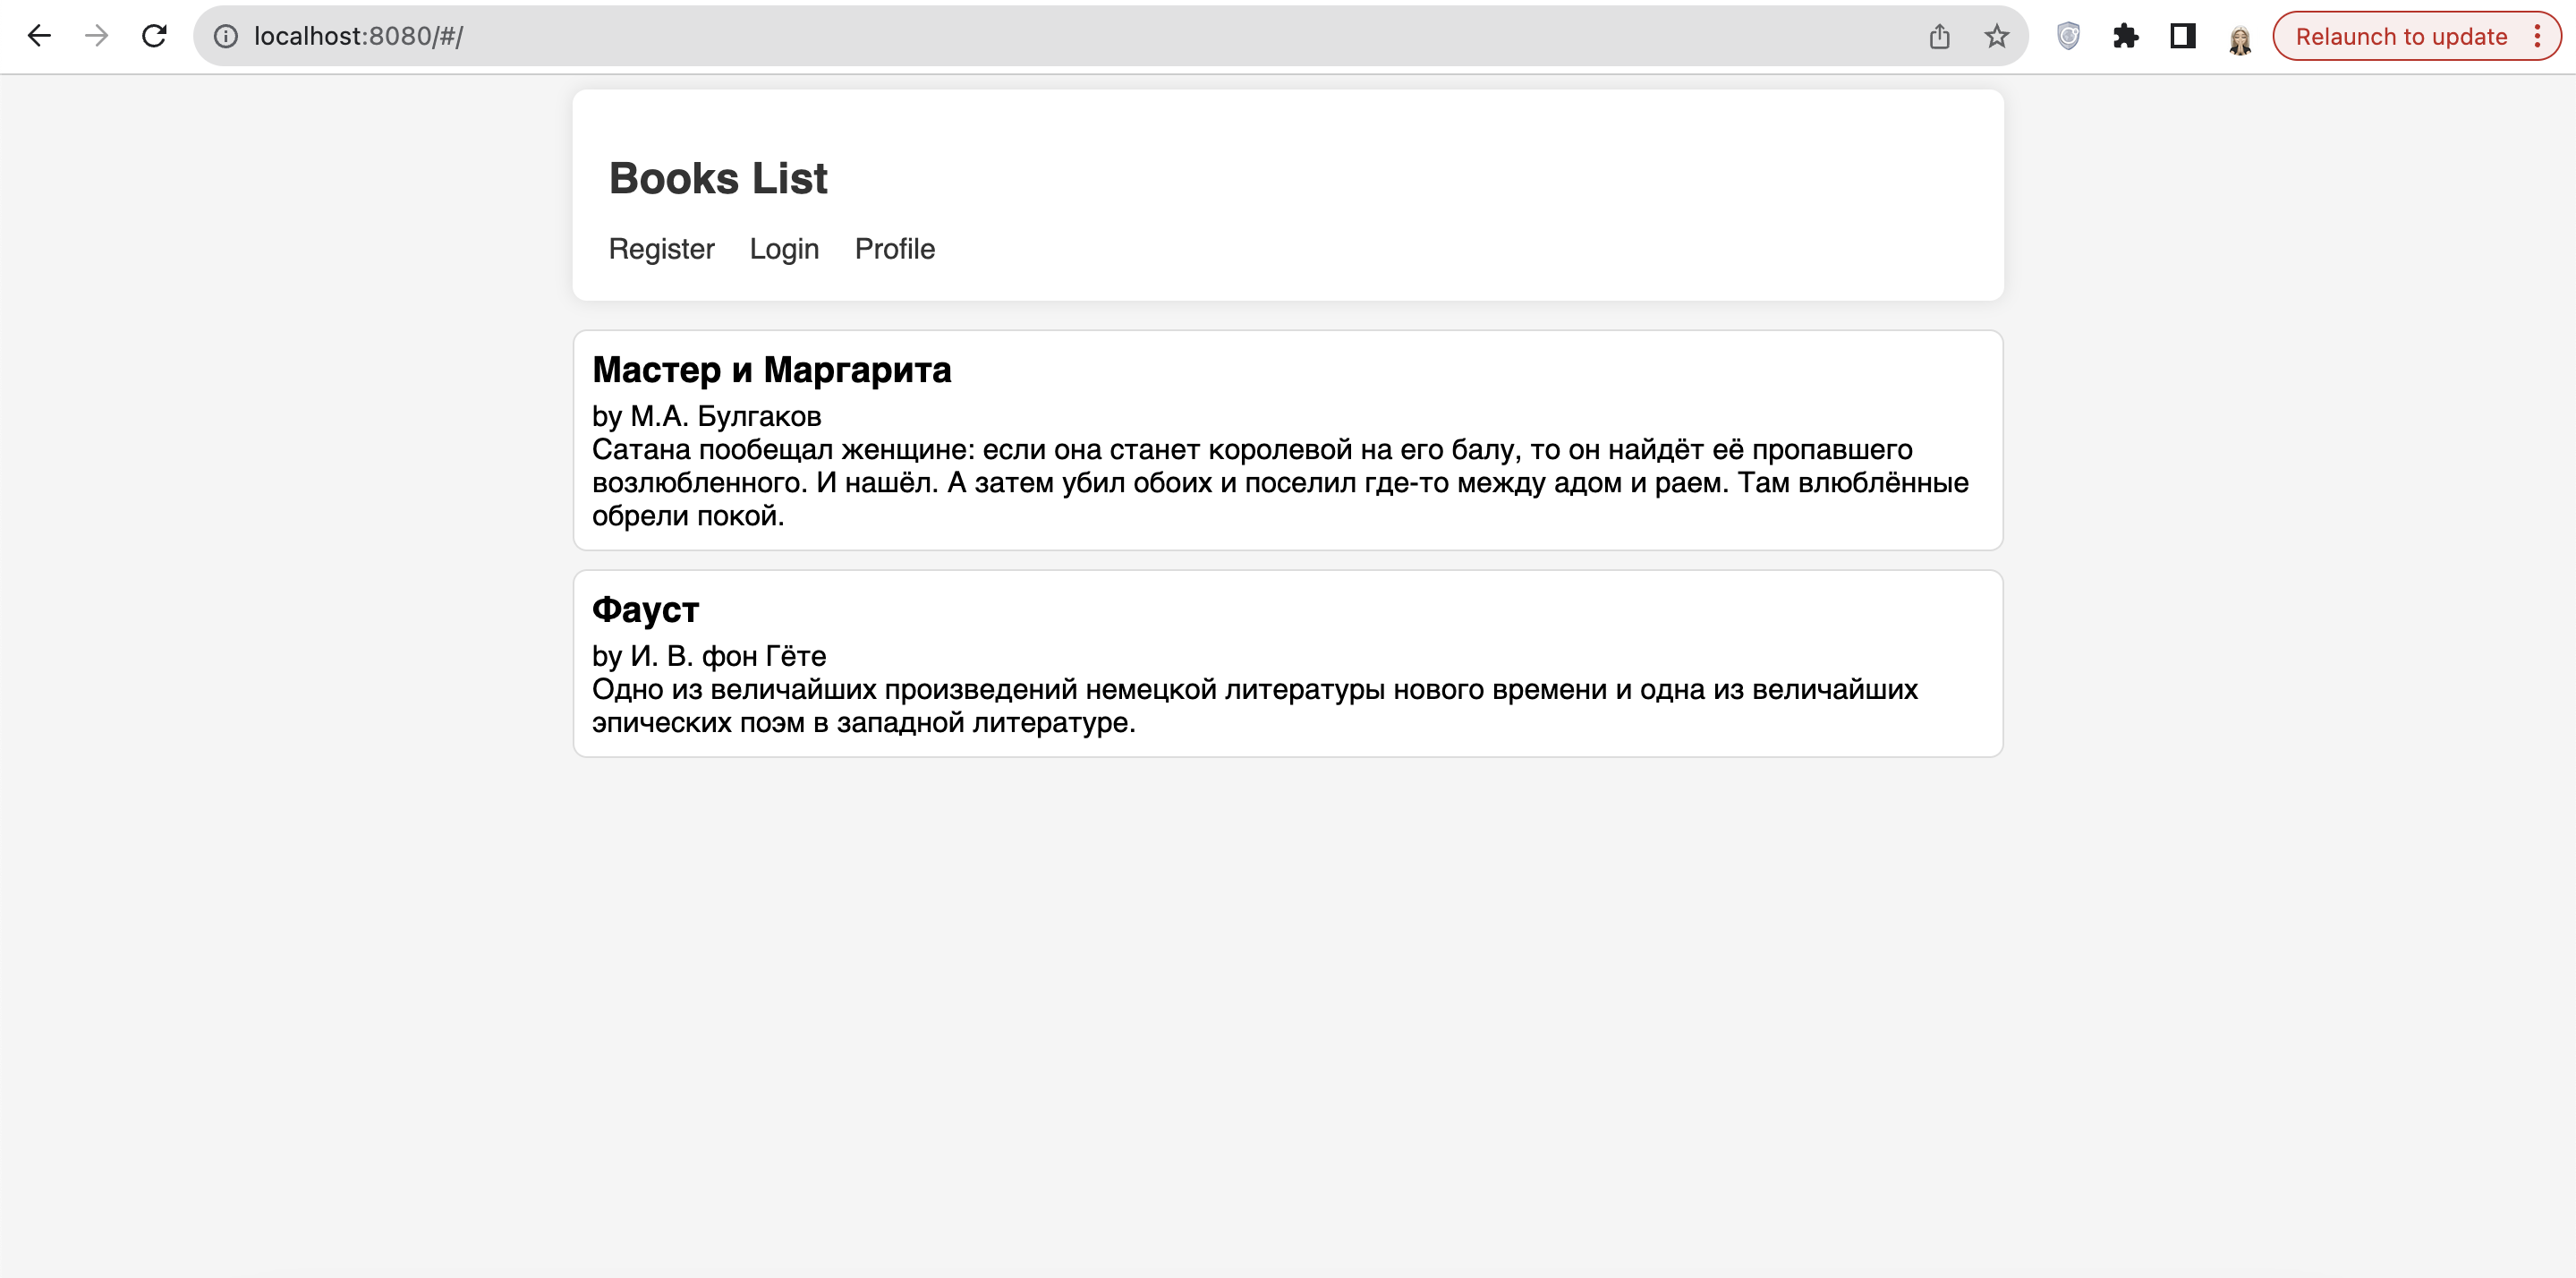 localhost:8080/#/
Relaunch to update
Books List
Register Login Profile
Мастер и Маргарита
by М.А. Булгаков
Сатана пообещал женщине: если она станет королевой на его балу, то он найдёт её пропавшего
возлюбленного. И нашёл. А затем убил обоих и поселил где-то между адом и раем. Там влюблённые
обрели покой.
Фауст
by И. В. фон Гёте
Одно из величайших произведений немецкой литературы нового времени и одна из величайших
эпических поэм в западной литературе.